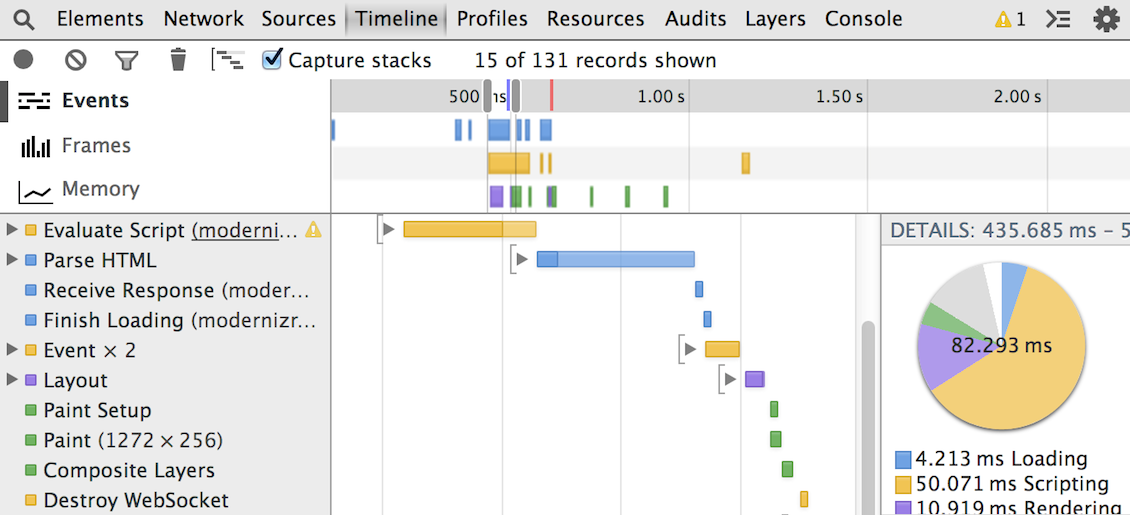 Elements Network Sources Timeline Profiles Resources Audits Layers Console 1
Capture stacks 15 of 131 records shown
Events
Frames
Memory
500 ms 1.00 s 1.50 s 2.00 s
Evaluate Script (moderni...
Parse HTML
Receive Response (moder...
Finish Loading (modernizr...
Event × 2
Layout
Paint Setup
Paint (1272 × 256)
Composite Layers
Destroy WebSocket
DETAILS: 435.685 ms – 5
82.293 ms
4.213 ms Loading
50.071 ms Scripting
10.919 ms Rendering